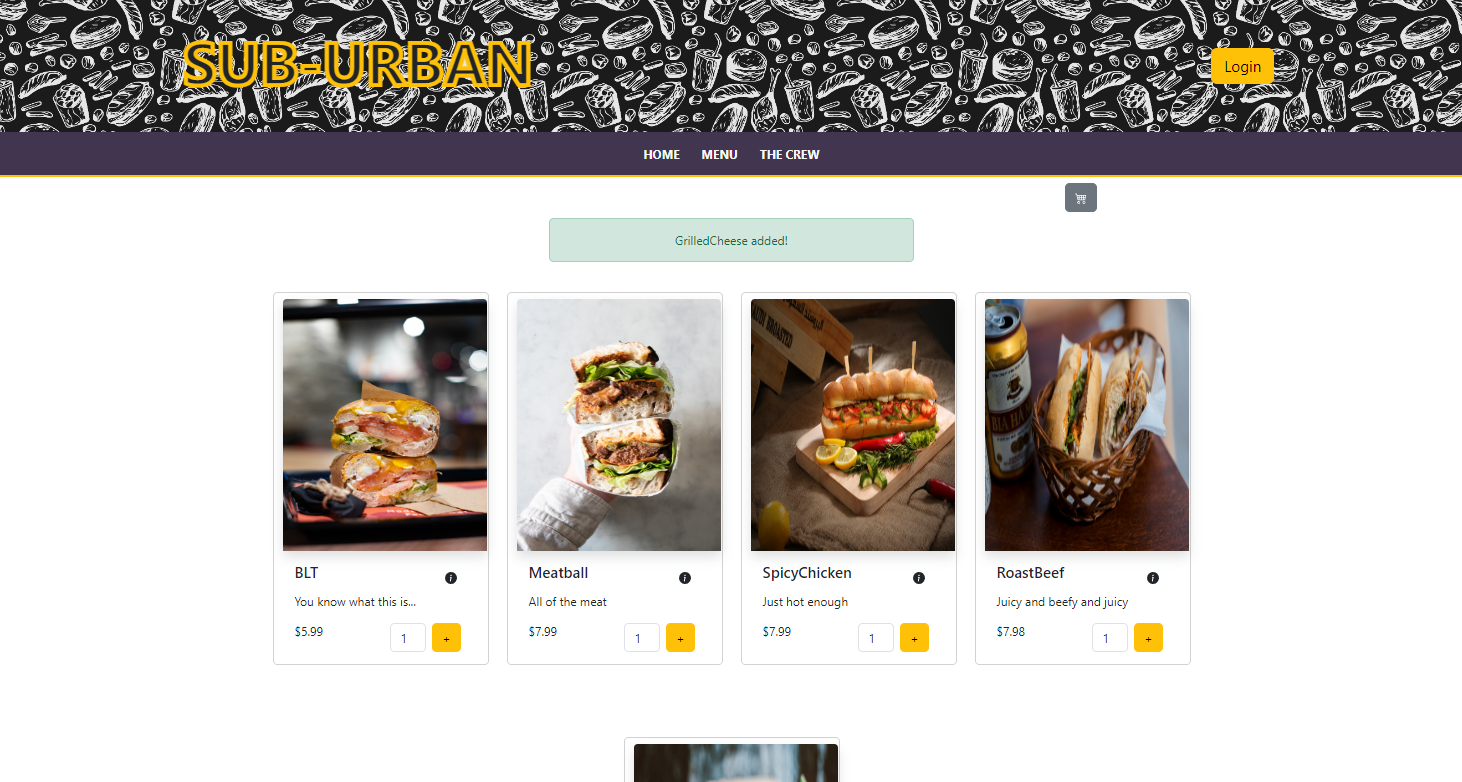 SUB-URBAN
Login
HOME MENU THE CREW
GrilledCheese added!
BLT
You know what this is...
$5.99
1
+
Meatball
All of the meat
$7.99
1
+
SpicyChicken
Just hot enough
$7.99
1
+
RoastBeef
Juicy and beefy and juicy
$7.98
1
+